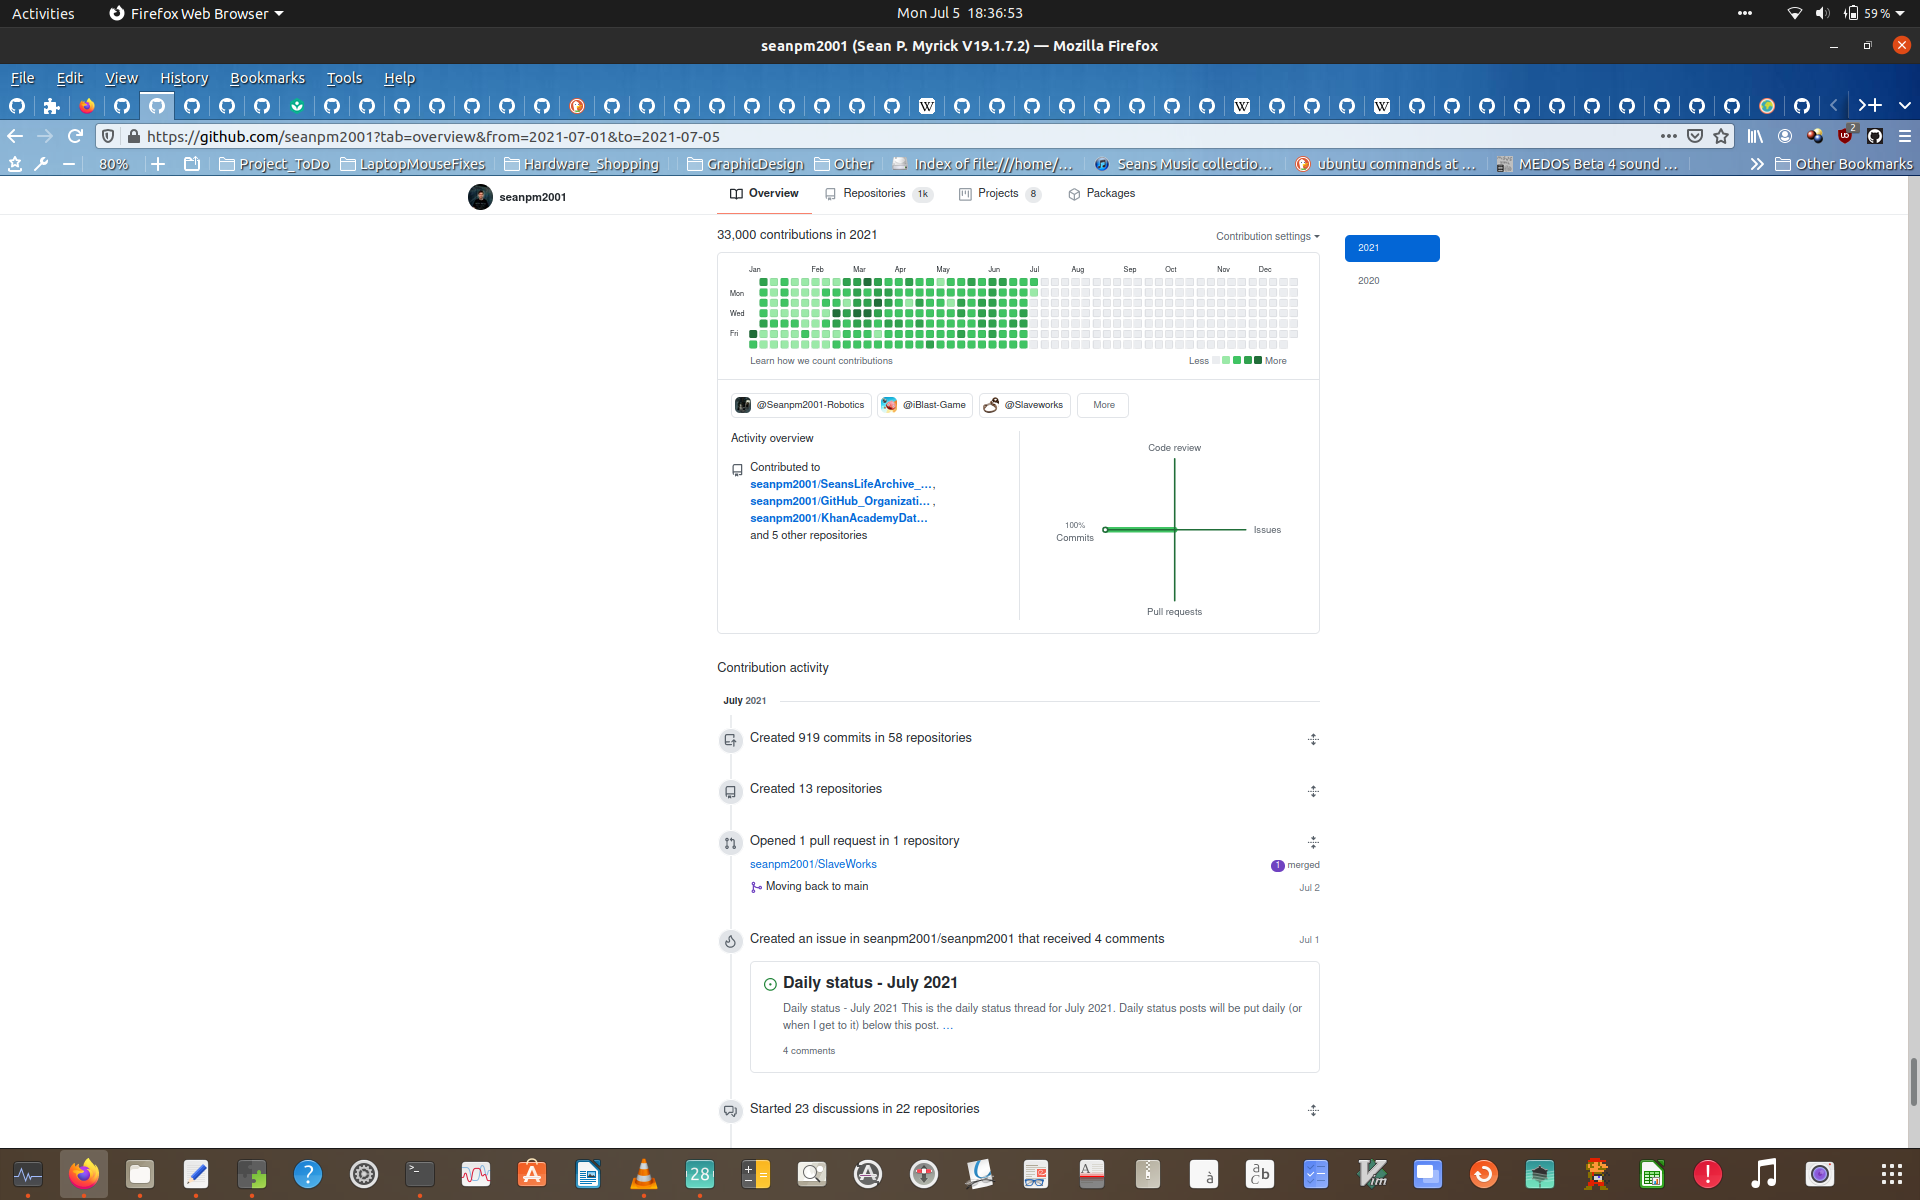 Activities
Firefox Web Browser
Mon Jul 5 18:36:53
59 %
seanpm2001 (Sean P. Myrick V19.1.7.2) — Mozilla Firefox
File Edit View History Bookmarks Tools Help
https://github.com/seanpm2001?tab=overview&from=2021-07-01&to=2021-07-05
2
80%
Project_ToDo
LaptopMouseFixes
Hardware_Shopping
GraphicDesign
Other
Index of file:///home/...
Seans Music collectio...
ubuntu commands at ...
MEDOS Beta 4 sound ...
Other Bookmarks
seanpm2001
Overview
Repositories 1k
Projects 8
Packages
33,000 contributions in 2021
Contribution settings
2021
2020
Jan Feb Mar Apr May Jun Jul Aug Sep Oct Nov Dec
Mon
Wed
Fri
Learn how we count contributions
Less More
@Seanpm2001-Robotics
@iBlast-Game
@Slaveworks
More
Activity overview
Contributed to
seanpm2001/SeansLifeArchive_...,
seanpm2001/GitHub_Organizati... ,
seanpm2001/KhanAcademyDat...
and 5 other repositories
Code review
100%
Commits
Issues
Pull requests
Contribution activity
July 2021
Created 919 commits in 58 repositories
Created 13 repositories
Opened 1 pull request in 1 repository
seanpm2001/SlaveWorks
1 merged
Moving back to main
Jul 2
Created an issue in seanpm2001/seanpm2001 that received 4 comments
Jul 1
Daily status - July 2021
Daily status - July 2021 This is the daily status thread for July 2021. Daily status posts will be put daily (or
when I get to it) below this post. ...
4 comments
Started 23 discussions in 22 repositories
28